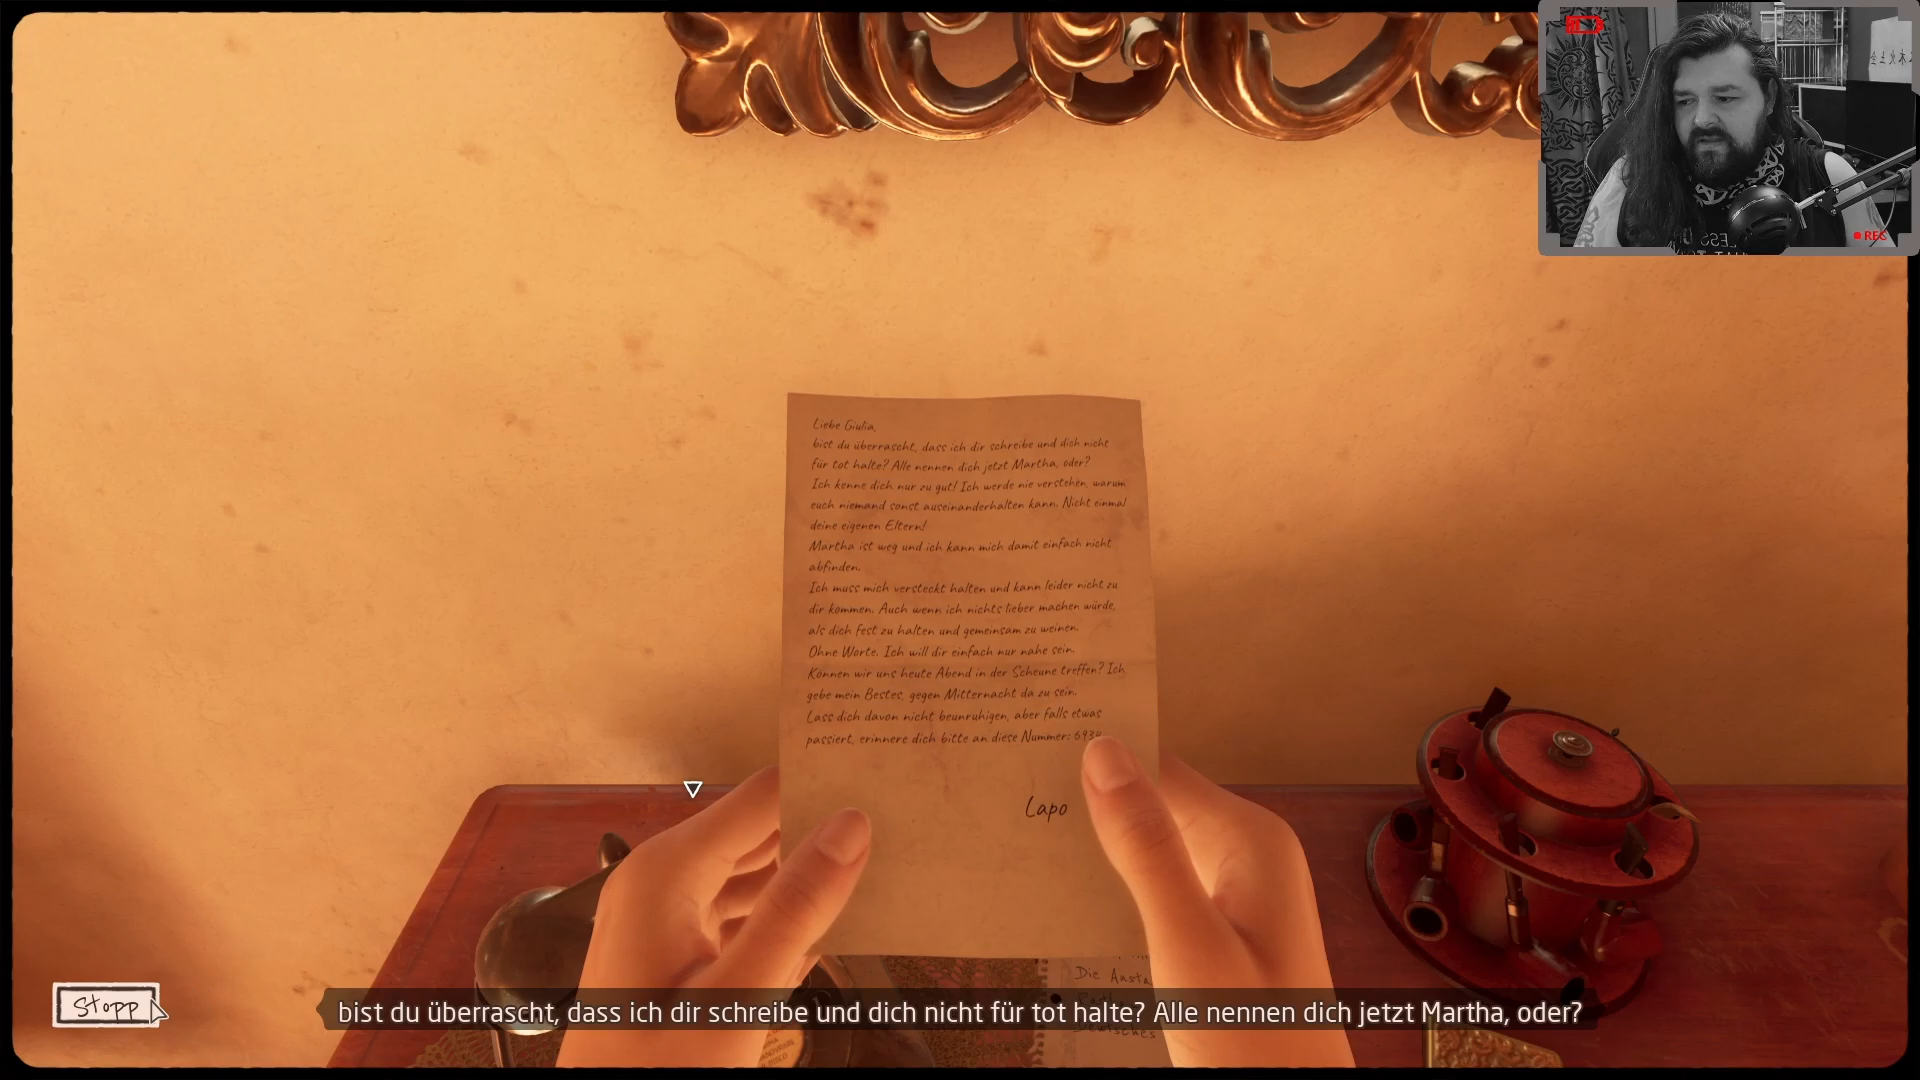 REC
Liebe Giulia,
bist du überrascht, dass ich dir schreibe und dich nicht
für tot halte? Alle nennen dich jetzt Martha, oder?
Ich kenne dich nur zu gut! Ich werde nie verstehen, warum
euch niemand sonst auseinanderhalten kann. Nicht einmal
deine eigenen Eltern!
Martha ist weg und ich kann mich damit einfach nicht
abfinden.
Ich muss mich versteckt halten und kann leider nicht zu
dir kommen. Auch wenn ich nichts lieber machen würde,
als dich fest zu halten und gemeinsam zu weinen.
Ohne Worte. Ich will dir einfach nur nahe sein.
Können wir uns heute Abend in der Scheune treffen? Ich
gebe mein Bestes, gegen Mitternacht da zu sein.
Lass dich davon nicht beunruhigen, aber falls etwas
passiert, erinnere dich bitte an diese Nummer: 693
Lapo
Die
Deutsches
Stopp
bist du überrascht, dass ich dir schreibe und dich nicht für tot halte? Alle nennen dich jetzt Martha, oder?